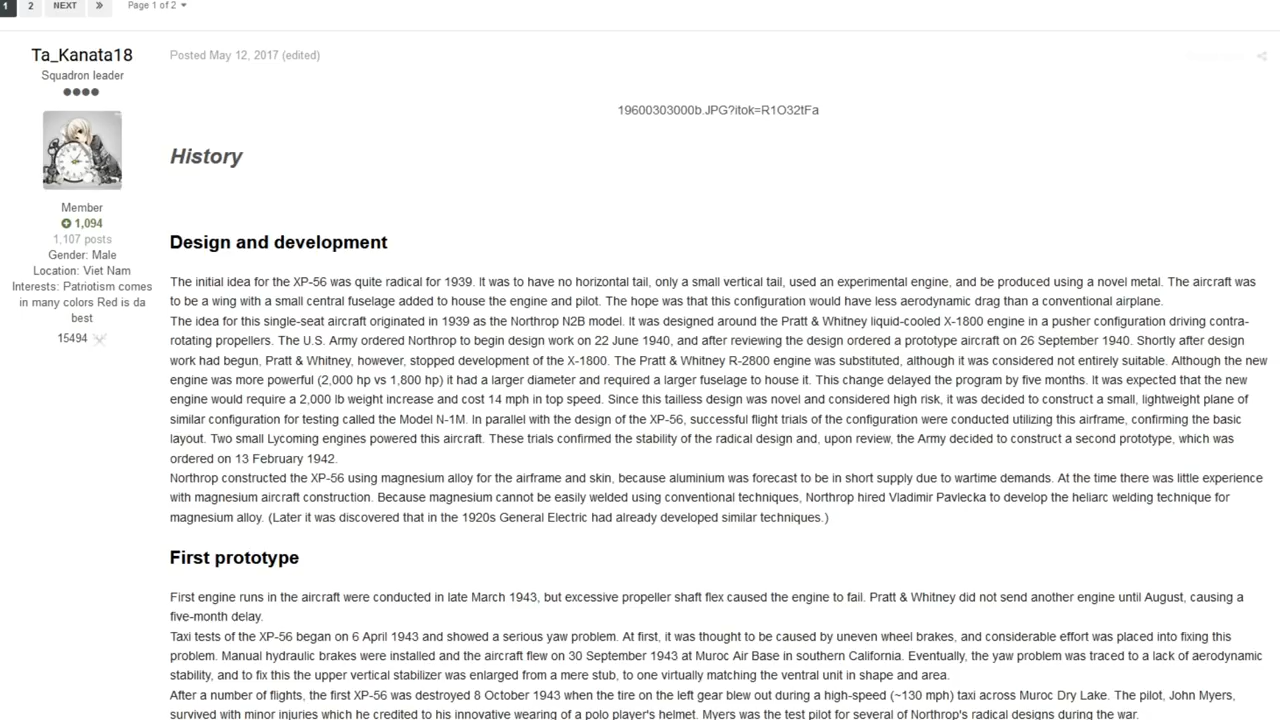 1 2 NEXT » Page 1 of 2
Ta_Kanata18
Squadron leader
Member
1,094
1,107 posts
Gender: Male
Location: Viet Nam
Interests: Patriotism comes
in many colors Red is da
best
15494
Posted May 12, 2017 (edited)
19600303000b.JPG?itok=R1O32tFa
History
Design and development
The initial idea for the XP-56 was quite radical for 1939. It was to have no horizontal tail, only a small vertical tail, used an experimental engine, and be produced using a novel metal. The aircraft was
to be a wing with a small central fuselage added to house the engine and pilot. The hope was that this configuration would have less aerodynamic drag than a conventional airplane.
The idea for this single-seat aircraft originated in 1939 as the Northrop N2B model. It was designed around the Pratt & Whitney liquid-cooled X-1800 engine in a pusher configuration driving contra-
rotating propellers. The U.S. Army ordered Northrop to begin design work on 22 June 1940, and after reviewing the design ordered a prototype aircraft on 26 September 1940. Shortly after design
work had begun, Pratt & Whitney, however, stopped development of the X-1800. The Pratt & Whitney R-2800 engine was substituted, although it was considered not entirely suitable. Although the new
engine was more powerful (2,000 hp vs 1,800 hp) it had a larger diameter and required a larger fuselage to house it. This change delayed the program by five months. It was expected that the new
engine would require a 2,000 lb weight increase and cost 14 mph in top speed. Since this tailless design was novel and considered high risk, it was decided to construct a small, lightweight plane of
similar configuration for testing called the Model N-1M. In parallel with the design of the XP-56, successful flight trials of the configuration were conducted utilizing this airframe, confirming the basic
layout. Two small Lycoming engines powered this aircraft. These trials confirmed the stability of the radical design and, upon review, the Army decided to construct a second prototype, which was
ordered on 13 February 1942.
Northrop constructed the XP-56 using magnesium alloy for the airframe and skin, because aluminium was forecast to be in short supply due to wartime demands. At the time there was little experience
with magnesium aircraft construction. Because magnesium cannot be easily welded using conventional techniques, Northrop hired Vladimir Pavlecka to develop the heliarc welding technique for
magnesium alloy. (Later it was discovered that in the 1920s General Electric had already developed similar techniques.)
First prototype
First engine runs in the aircraft were conducted in late March 1943, but excessive propeller shaft flex caused the engine to fail. Pratt & Whitney did not send another engine until August, causing a
five-month delay.
Taxi tests of the XP-56 began on 6 April 1943 and showed a serious yaw problem. At first, it was thought to be caused by uneven wheel brakes, and considerable effort was placed into fixing this
problem. Manual hydraulic brakes were installed and the aircraft flew on 30 September 1943 at Muroc Air Base in southern California. Eventually, the yaw problem was traced to a lack of aerodynamic
stability, and to fix this the upper vertical stabilizer was enlarged from a mere stub, to one virtually matching the ventral unit in shape and area.
After a number of flights, the first XP-56 was destroyed 8 October 1943 when the tire on the left gear blew out during a high-speed (~130 mph) taxi across Muroc Dry Lake. The pilot, John Myers,
survived with minor injuries which he credited to his innovative wearing of a polo player's helmet. Myers was the test pilot for several of Northrop's radical designs during the war.